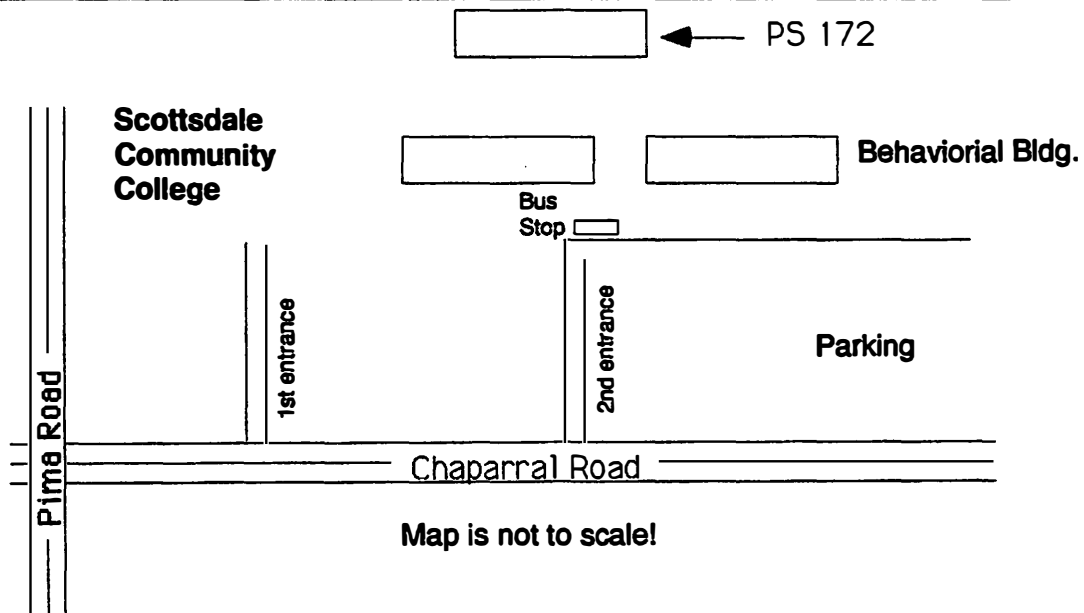 PS 172
Scottsdale
Community
College
Behaviorial Bldg.
Bus
Stop
1st entrance
2nd entrance
Parking
Pima Road
Chaparral Road
Map is not to scale!